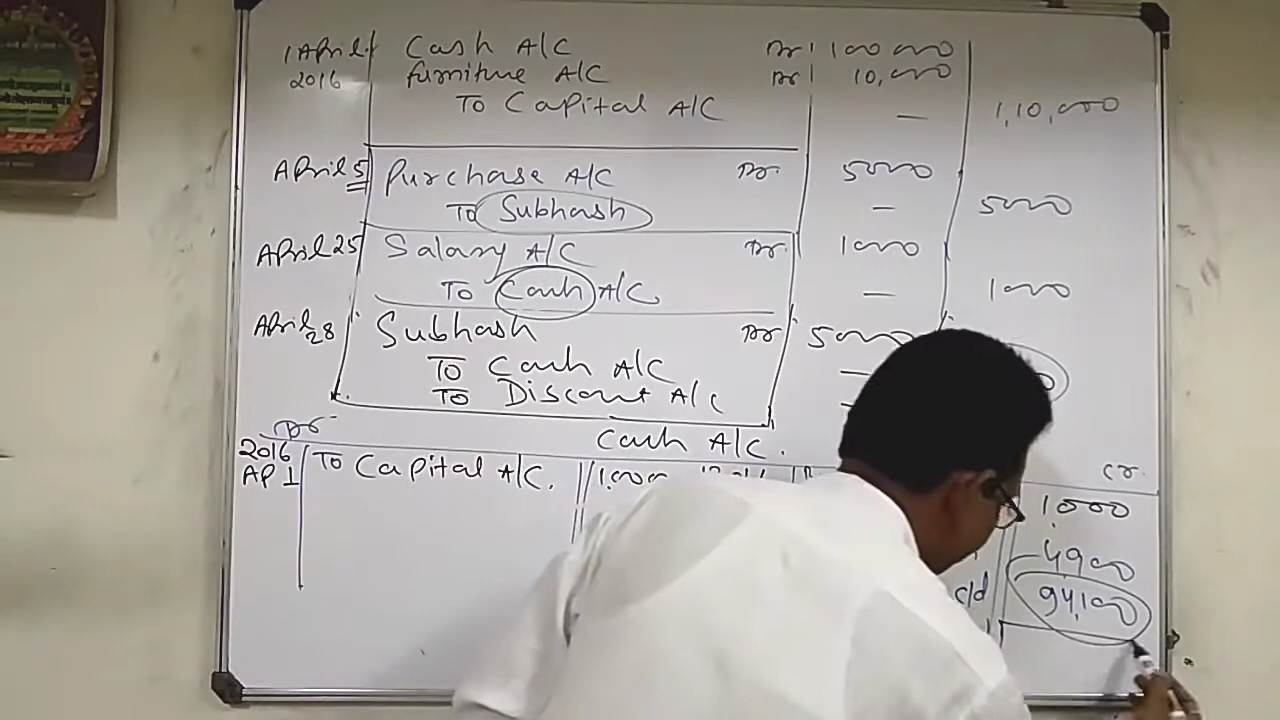 1 April Cash A/C Dr 100000
2016 furniture A/C Dr 10,000
To Capital A/C — 1,10,000
April 5 Purchase A/C Dr. 5000
To Subhash — 5000
April 25 Salary A/C Dr. 1000
To Cash A/C — 1000
April 28 Subhash Dr 5000
To Cash A/C —
To Discount A/C
Dr Cash A/C. Cr.
2016 To Capital A/C.
AP 1
1,000
4900
c/d 94,100